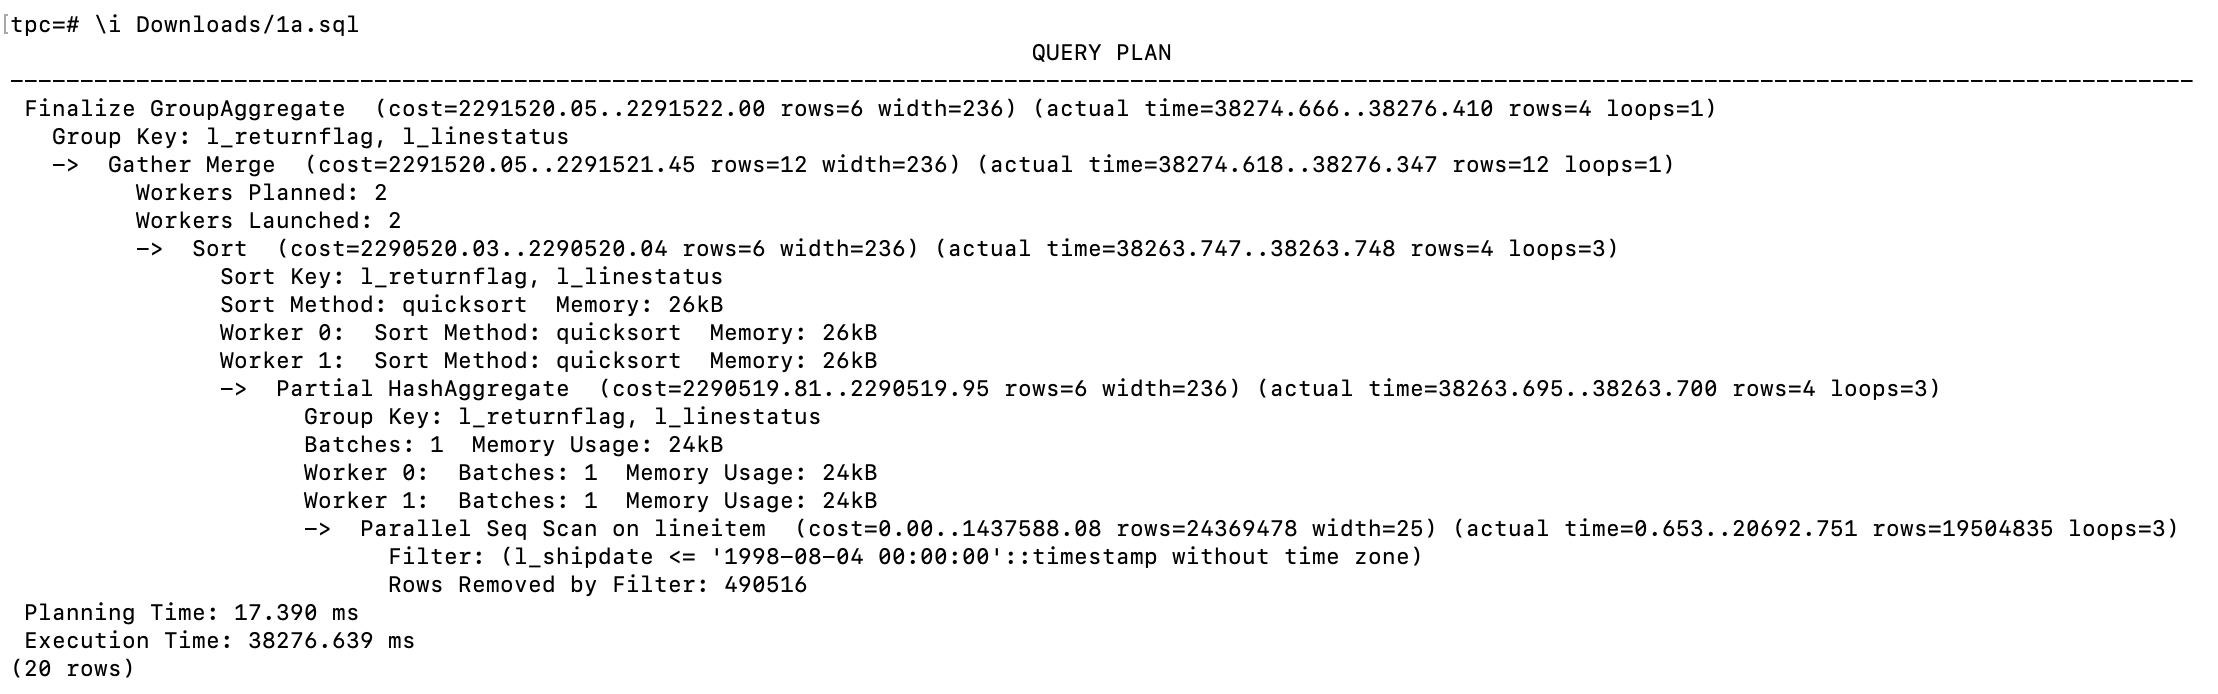 [tpc=# \i Downloads/1a.sql
QUERY PLAN
------------------------------------------------------------------------------------------------------------------------------------------------------------
Finalize GroupAggregate  (cost=2291520.05..2291522.00 rows=6 width=236) (actual time=38274.666..38276.410 rows=4 loops=1)
  Group Key: l_returnflag, l_linestatus
  ->  Gather Merge  (cost=2291520.05..2291521.45 rows=12 width=236) (actual time=38274.618..38276.347 rows=12 loops=1)
        Workers Planned: 2
        Workers Launched: 2
        ->  Sort  (cost=2290520.03..2290520.04 rows=6 width=236) (actual time=38263.747..38263.748 rows=4 loops=3)
              Sort Key: l_returnflag, l_linestatus
              Sort Method: quicksort  Memory: 26kB
              Worker 0:  Sort Method: quicksort  Memory: 26kB
              Worker 1:  Sort Method: quicksort  Memory: 26kB
              ->  Partial HashAggregate  (cost=2290519.81..2290519.95 rows=6 width=236) (actual time=38263.695..38263.700 rows=4 loops=3)
                    Group Key: l_returnflag, l_linestatus
                    Batches: 1  Memory Usage: 24kB
                    Worker 0:  Batches: 1  Memory Usage: 24kB
                    Worker 1:  Batches: 1  Memory Usage: 24kB
                    ->  Parallel Seq Scan on lineitem  (cost=0.00..1437588.08 rows=24369478 width=25) (actual time=0.653..20692.751 rows=19504835 loops=3)
                          Filter: (l_shipdate <= '1998-08-04 00:00:00'::timestamp without time zone)
                          Rows Removed by Filter: 490516
Planning Time: 17.390 ms
Execution Time: 38276.639 ms
(20 rows)